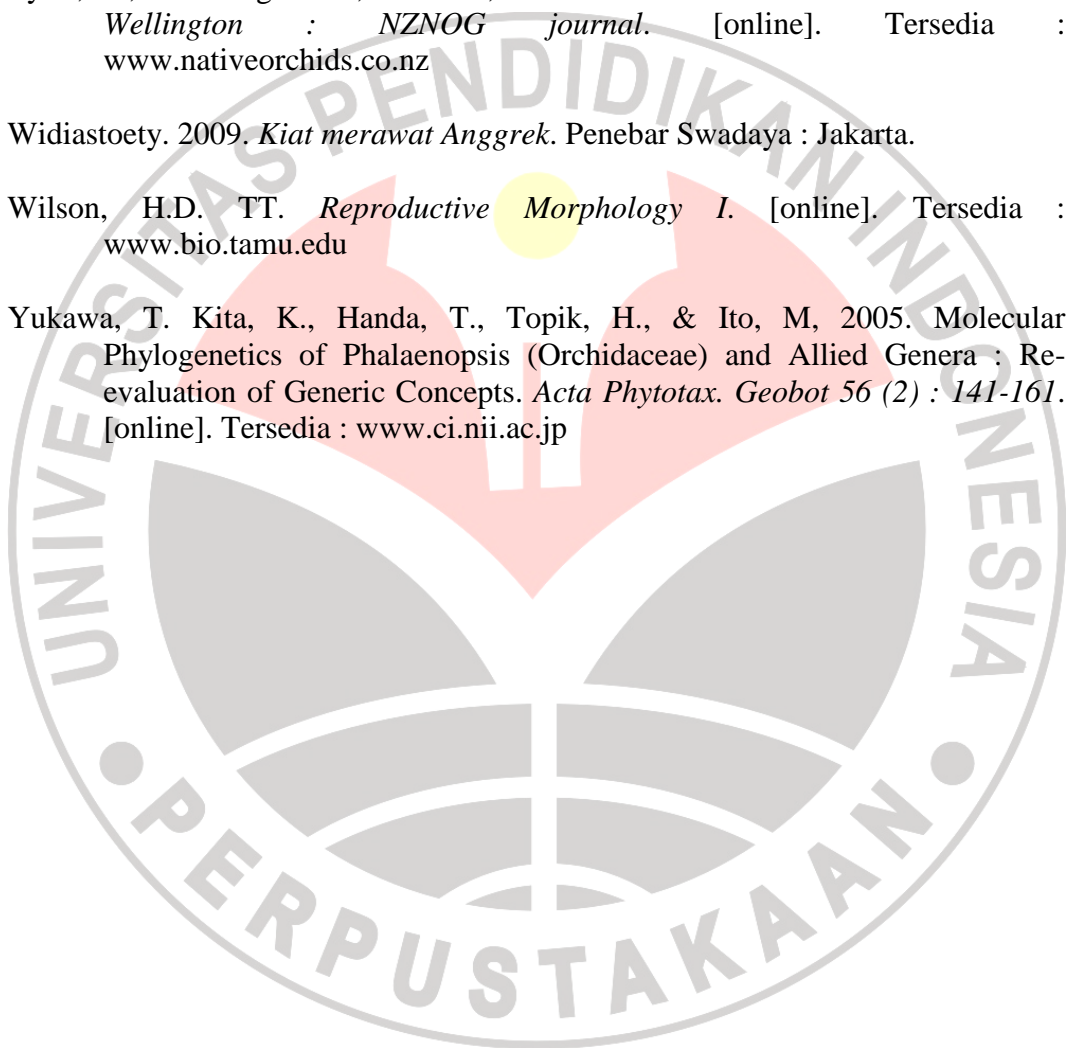 Wellington : NZNOG journal. [online]. Tersedia :
www.nativeorchids.co.nz
Widiastoety. 2009. Kiat merawat Anggrek. Penebar Swadaya : Jakarta.
Wilson, H.D. TT. Reproductive Morphology I. [online]. Tersedia :
www.bio.tamu.edu
Yukawa, T. Kita, K., Handa, T., Topik, H., & Ito, M, 2005. Molecular
Phylogenetics of Phalaenopsis (Orchidaceae) and Allied Genera : Re-
evaluation of Generic Concepts. Acta Phytotax. Geobot 56 (2) : 141-161.
[online]. Tersedia : www.ci.nii.ac.jp
UNIVERSITAS PENDIDIKAN INDONESIA
PERPUSTAKAAN